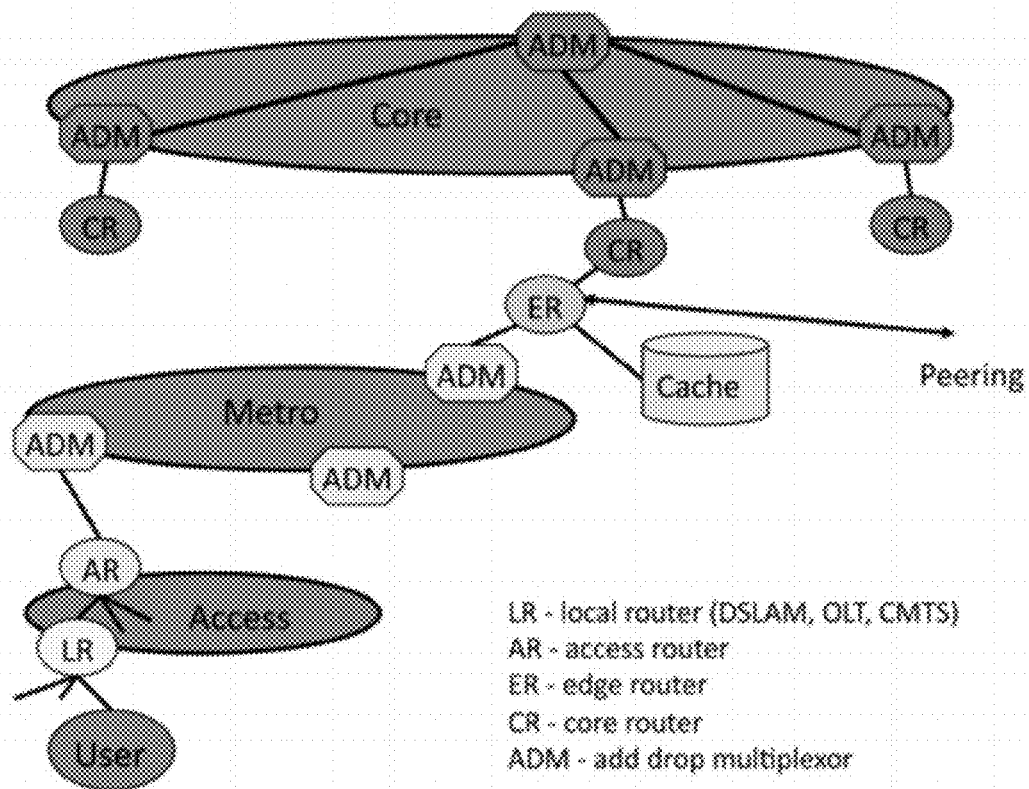 ADM
Core
ADM
ADM
ADM
CR
CR
CR
ER
Peering
Cache
ADM
Metro
ADM
ADM
AR
Access
LR
User
LR - local router (DSLAM, OLT, CMTS)
AR - access router
ER - edge router
CR - core router
ADM - add drop multiplexor